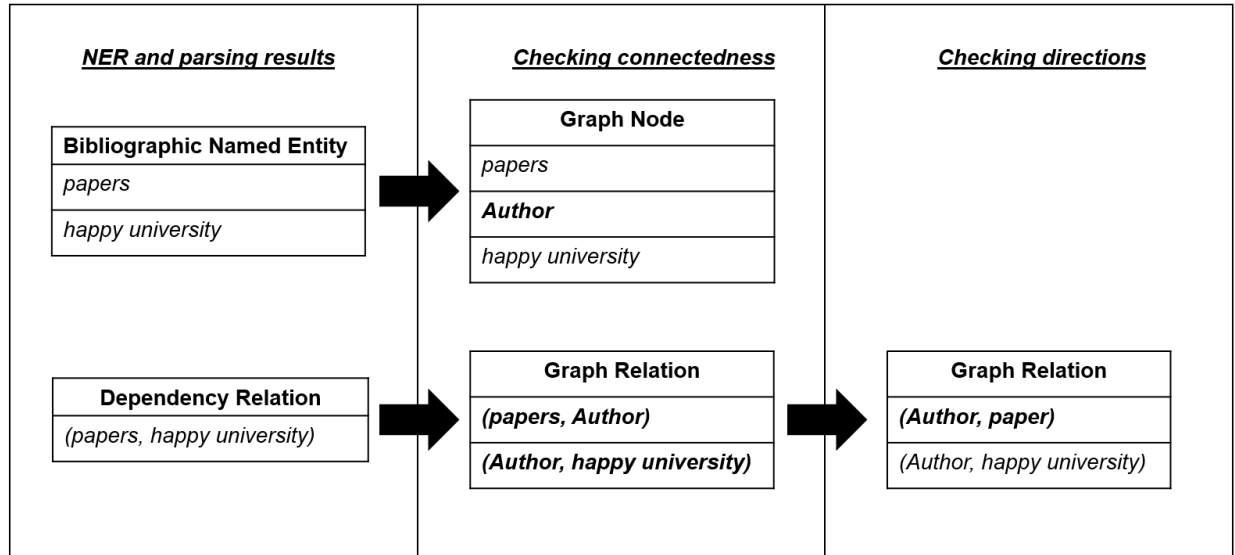 NER and parsing results
Bibliographic Named Entity
papers
happy university
Dependency Relation
(papers, happy university)
Checking connectedness
Graph Node
papers
Author
happy university
Graph Relation
(papers, Author)
(Author, happy university)
Checking directions
Graph Relation
(Author, paper)
(Author, happy university)